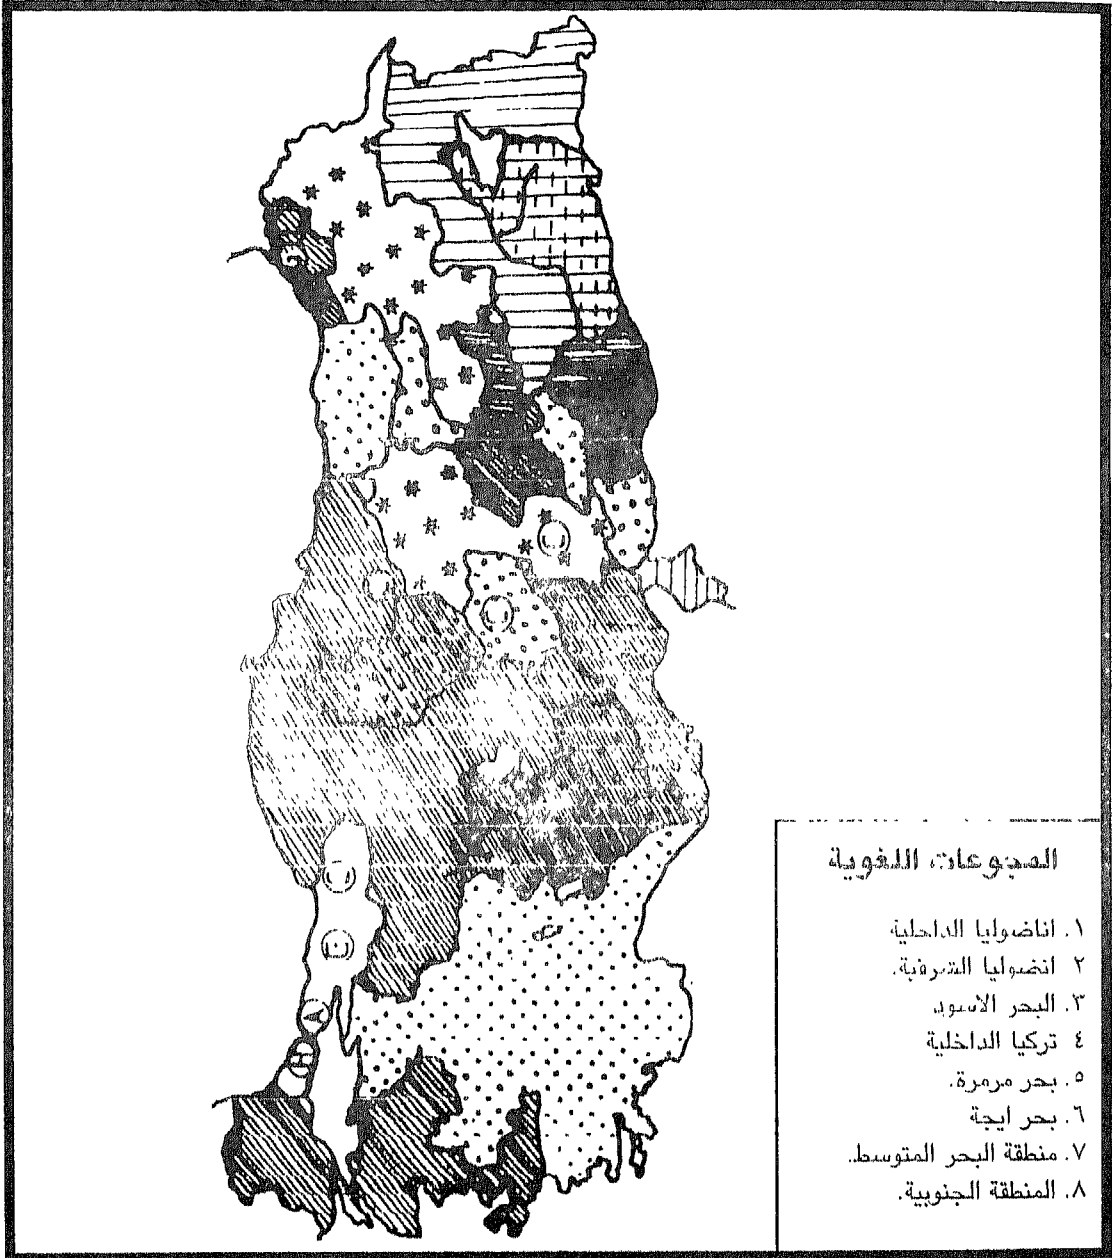 المجوعات اللغوية
١. اناضوليا الداخلية
٢ انضوليا الشرقية.
٣. البحر الاسود
٤ تركيا الداخلية
٥. بحر مرمرة.
٦. بحر ايجة
٧. منطقة البحر المتوسط.
٨. المنطقة الجنوبية.